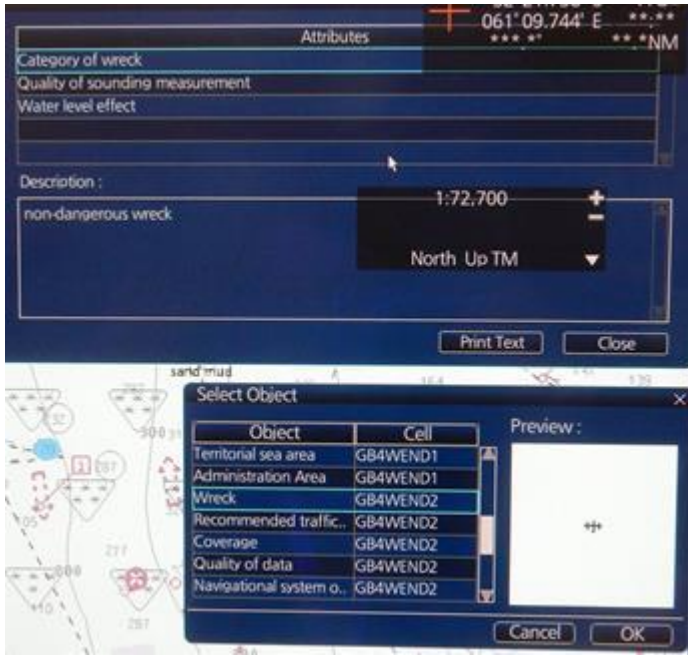 061° 09.744' E **:**
Attributes ***.*° **.*NM
Category of wreck
Quality of sounding measurement
Water level effect
Description :
1:72,700 +
non-dangerous wreck
North Up TM
Print Text Close
sand mud
Select Object ×
Object Cell Preview :
Territorial sea area GB4WEND1
Administration Area GB4WEND1
Wreck GB4WEND2
Recommended traffic.. GB4WEND2
Coverage GB4WEND2
Quality of data GB4WEND2
Navigational system o.. GB4WEND2
Cancel OK